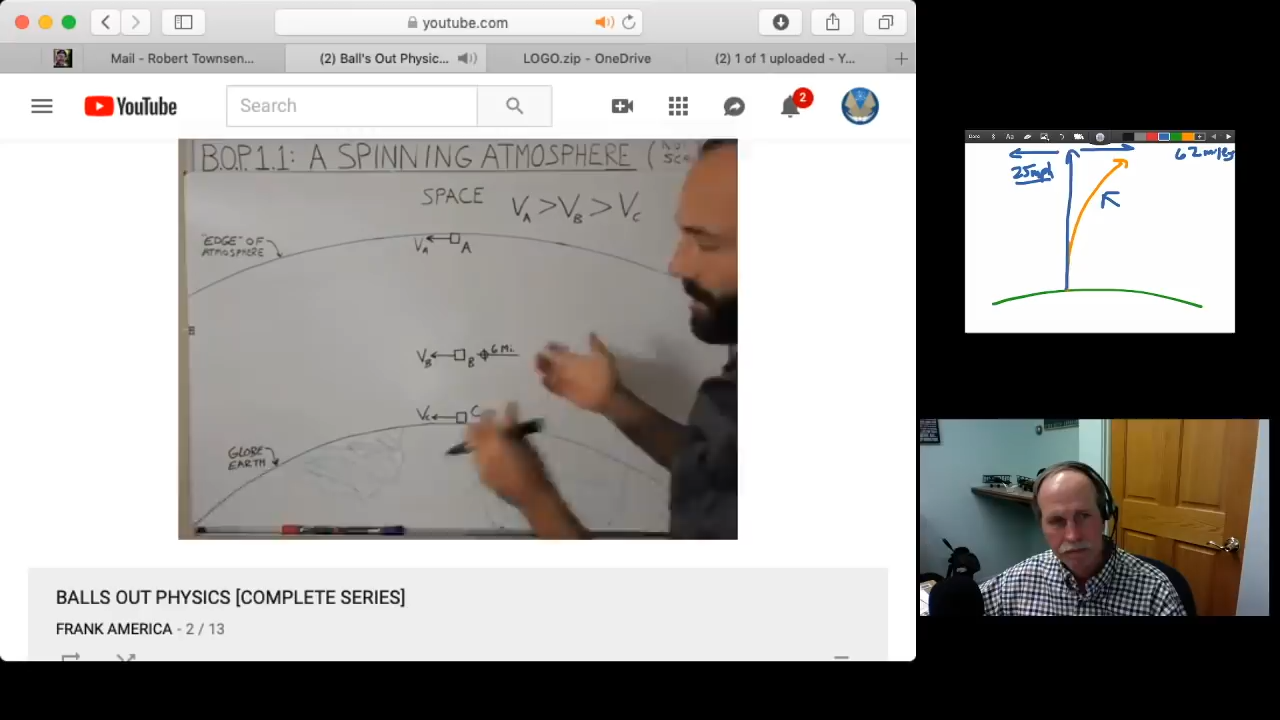 youtube.com
Mail - Robert Townsen...
(2) Ball's Out Physic...
LOGO.zip - OneDrive
(2) 1 of 1 uploaded - Y...
YouTube
Search
2
B.O.P. 1.1: A SPINNING ATMOSPHERE (
SPACE
VA > VB > VC
"EDGE" OF
ATMOSPHERE
VA
A
VB
B
6 MI.
VC
C
GLOBE
EARTH
BALLS OUT PHYSICS [COMPLETE SERIES]
FRANK AMERICA - 2 / 13
Done
Aa
25mph
62 miles